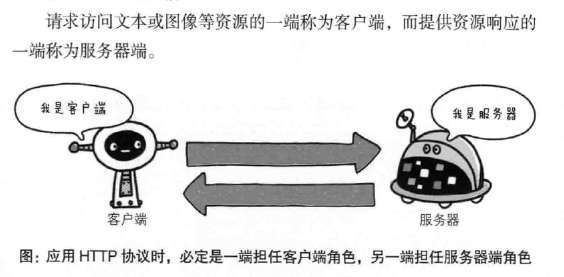 请求访问文本或图像等资源的一端称为客户端，而提供资源响应的
一端称为服务器端。
我是客户端
我是服务器
客户端
服务器
图：应用 HTTP 协议时，必定是一端担任客户端角色，另一端担任服务器端角色